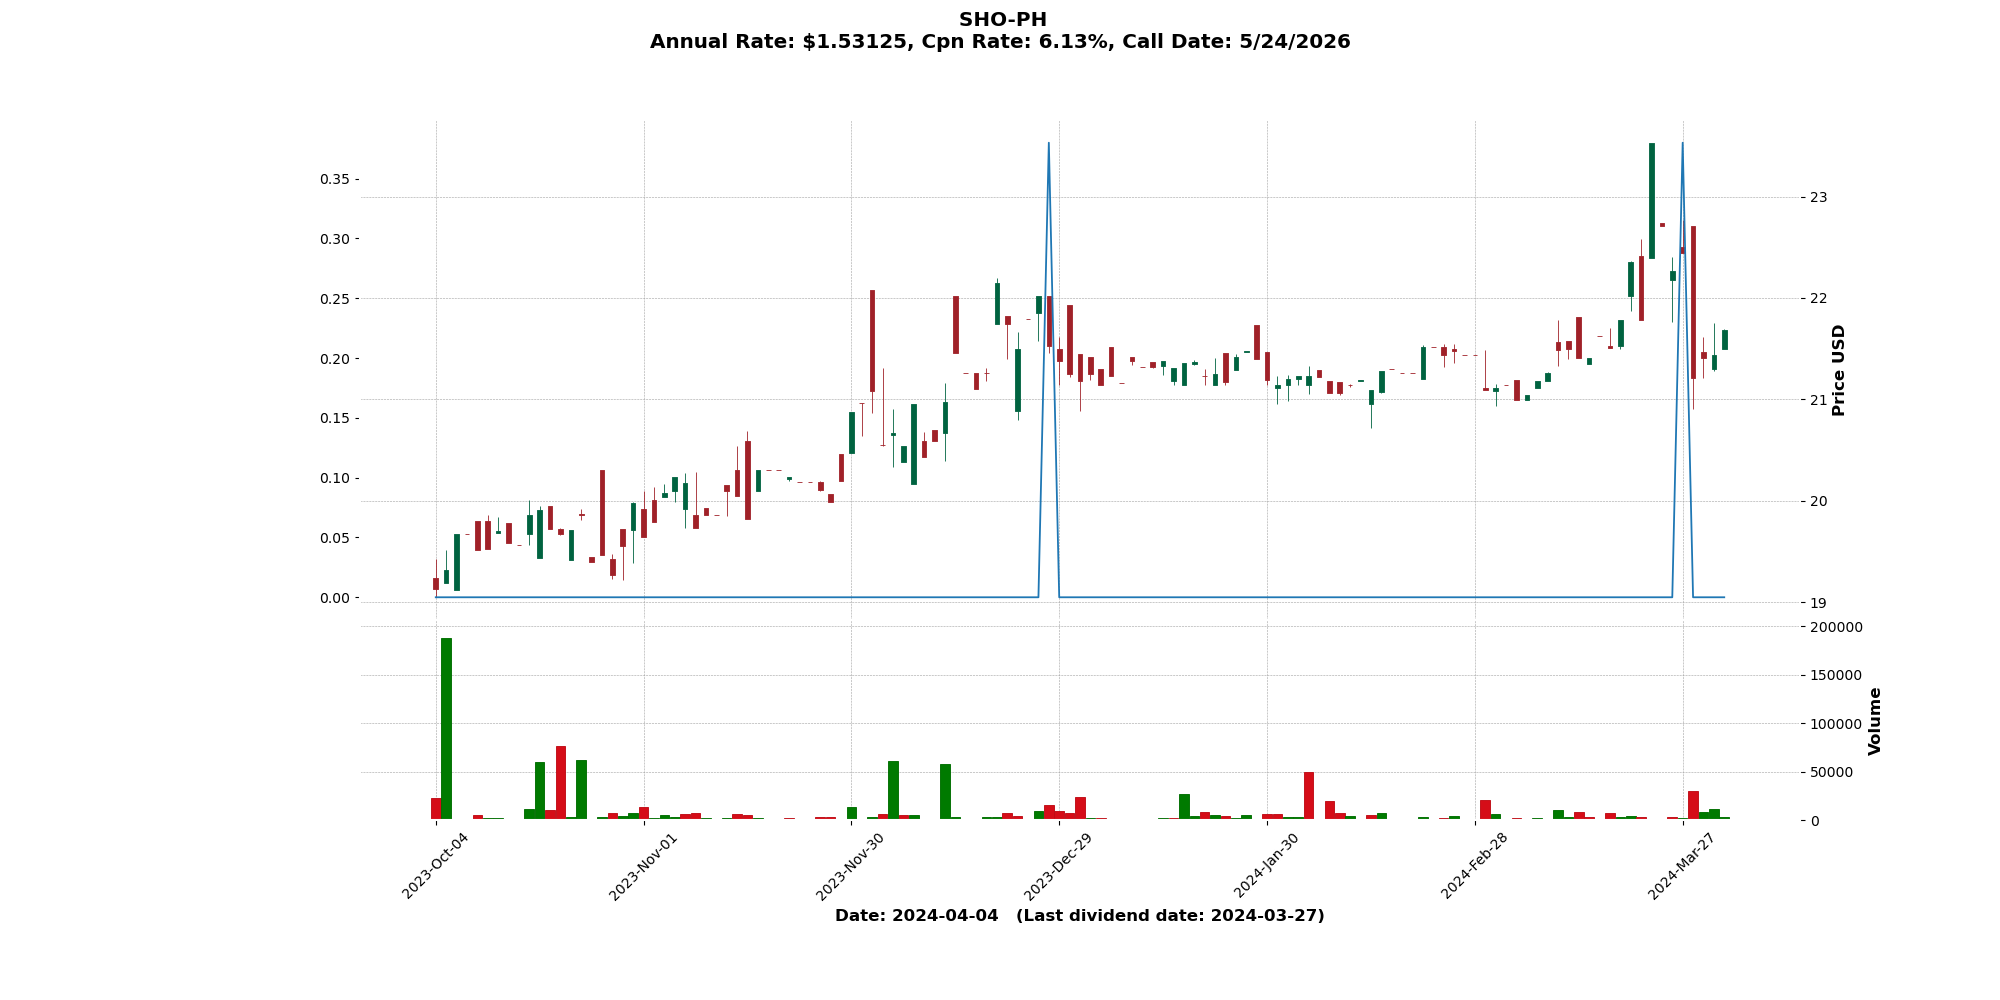 SHO-PH
Annual Rate: $1.53125, Cpn Rate: 6.13%, Call Date: 5/24/2026
0.35
0.30
0.25
0.20
0.15
0.10
0.05
0.00
23
22
21
20
19
Price USD
200000
150000
100000
50000
0
Volume
2023-Oct-04
2023-Nov-01
2023-Nov-30
2023-Dec-29
2024-Jan-30
2024-Feb-28
2024-Mar-27
Date: 2024-04-04 (Last dividend date: 2024-03-27)